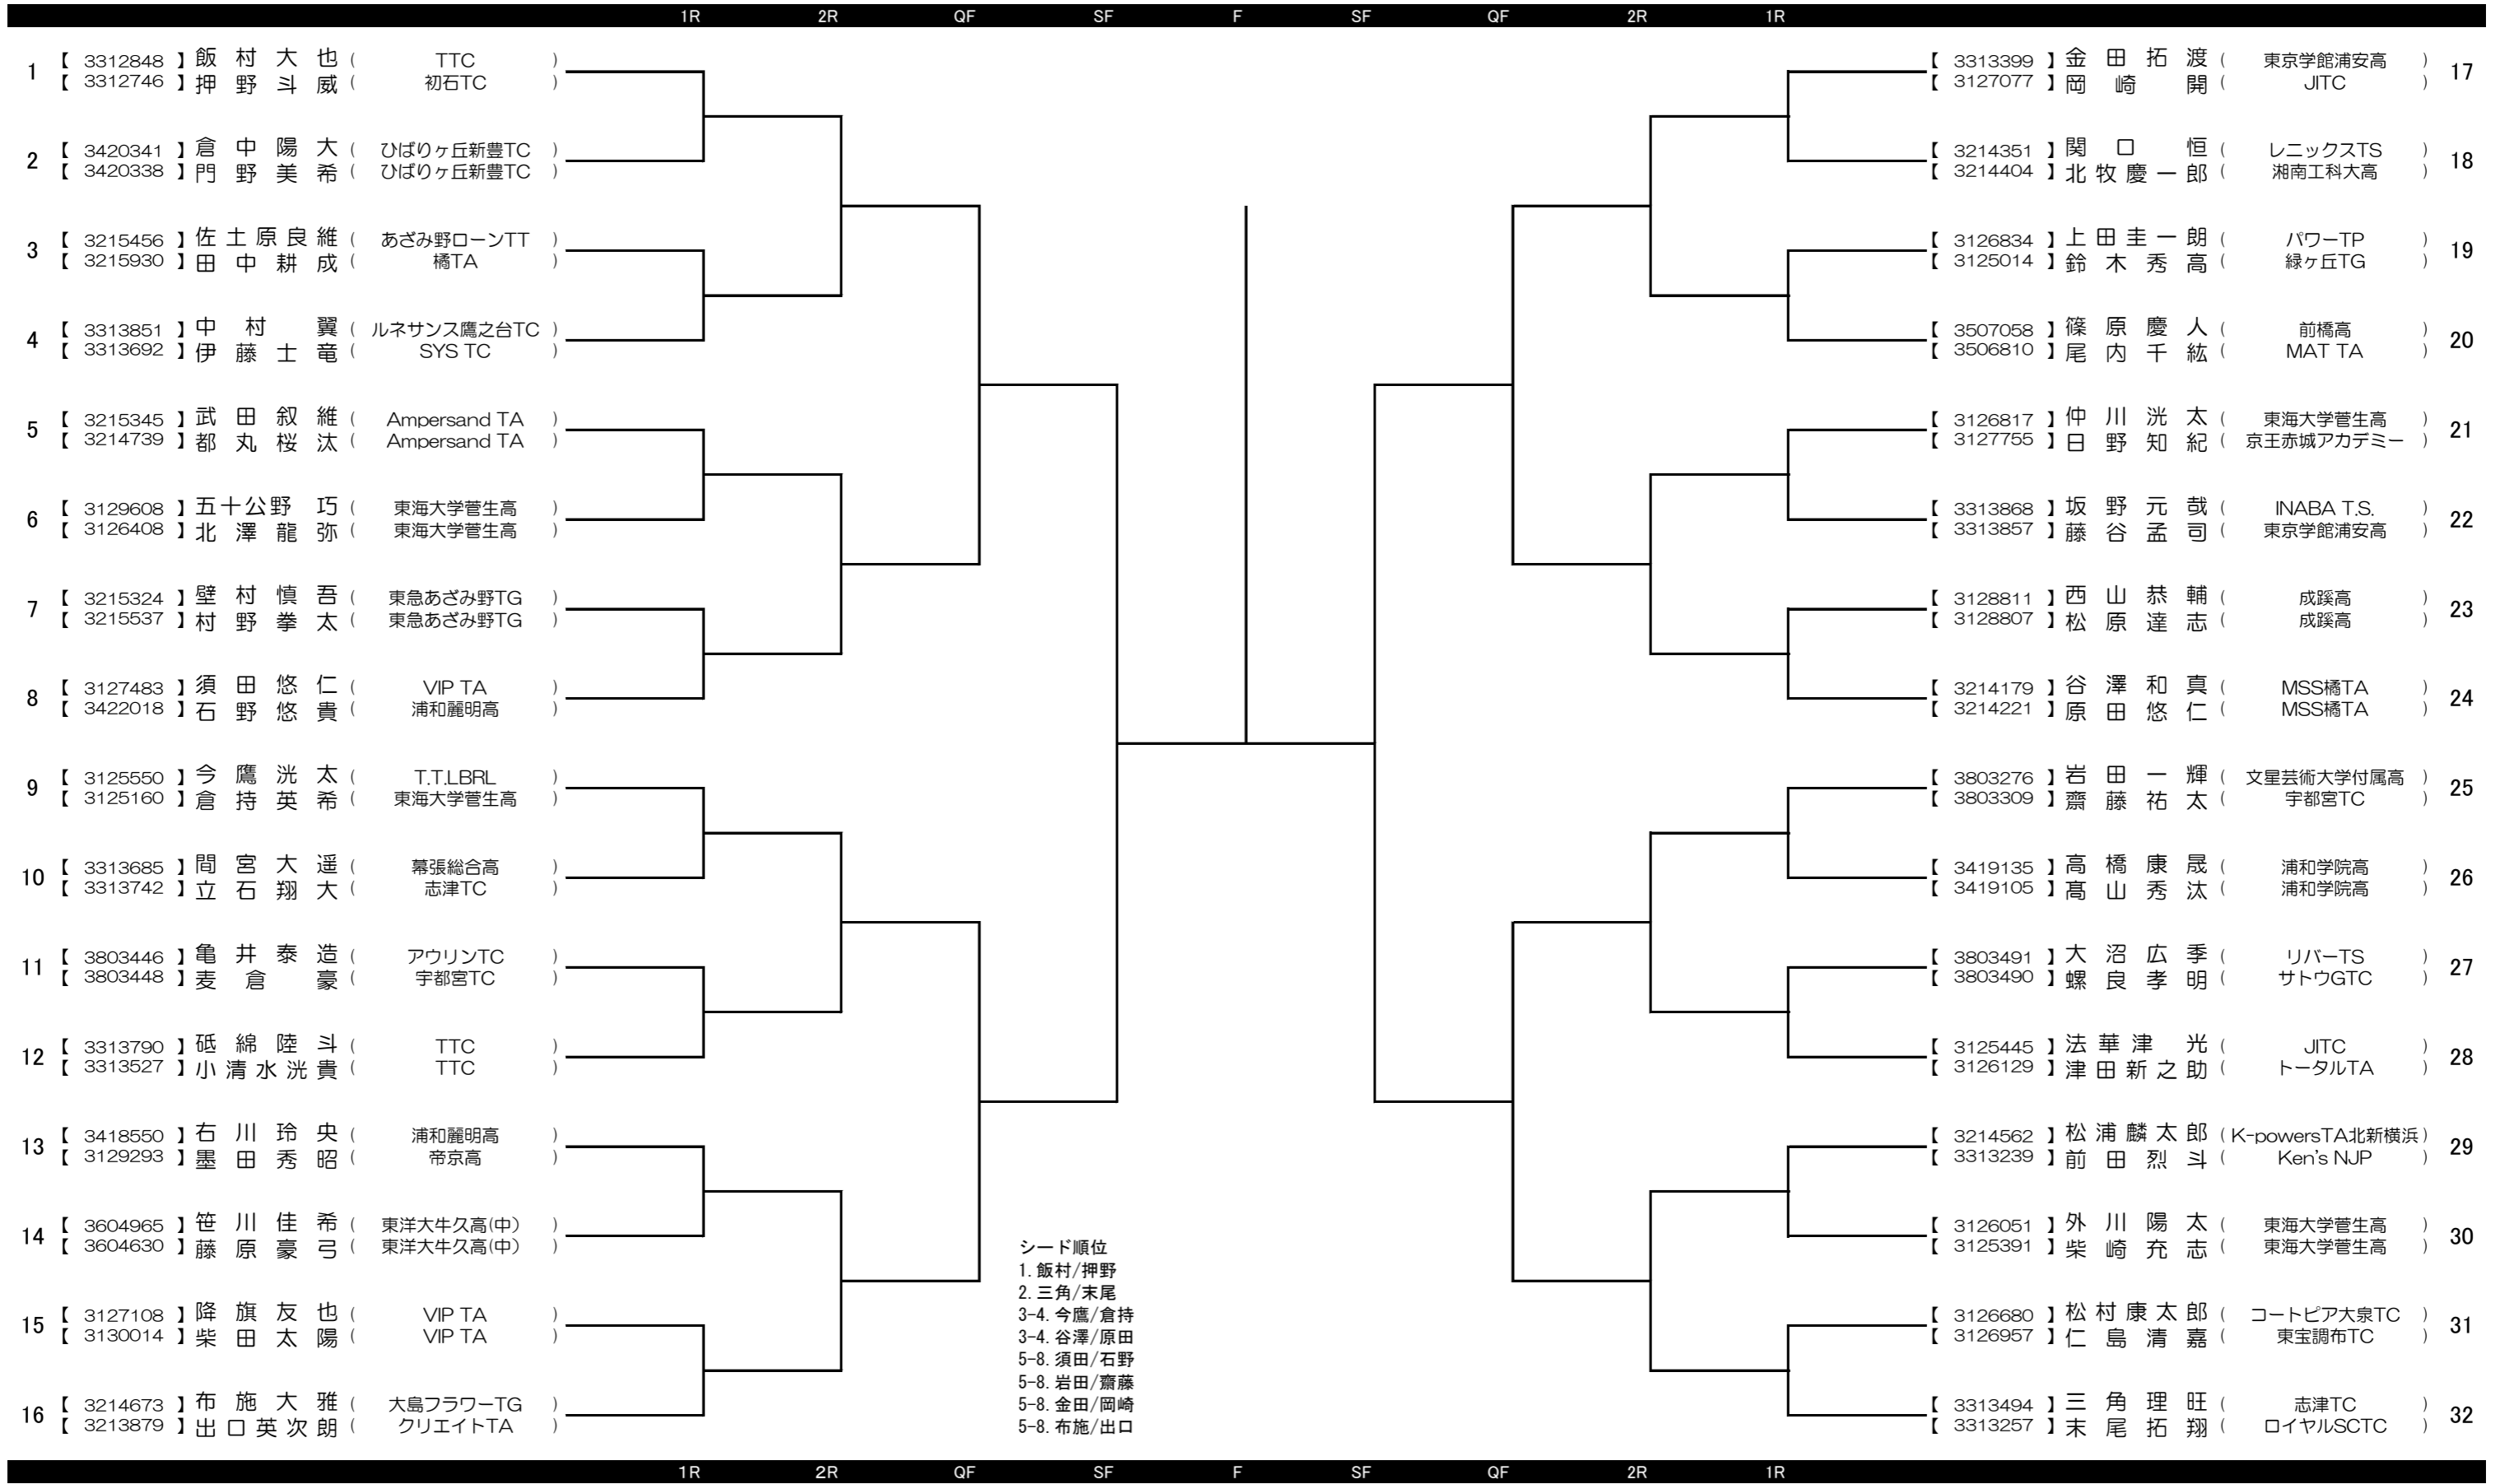 1R 2R QF SF F SF QF 2R 1R
1 【 3312848 】 飯村大也 ( TTC )
【 3312746 】 押野斗威 ( 初石TC )
2 【 3420341 】 倉中陽大 ( ひばりヶ丘新豊TC )
【 3420338 】 門野美希 ( ひばりヶ丘新豊TC )
3 【 3215456 】 佐土原良維 ( あざみ野ローンTT )
【 3215930 】 田中耕成 ( 橘TA )
4 【 3313851 】 中村翼 ( ルネサンス鷹之台TC )
【 3313692 】 伊藤士竜 ( SYS TC )
5 【 3215345 】 武田叙維 ( Ampersand TA )
【 3214739 】 都丸桜汰 ( Ampersand TA )
6 【 3129608 】 五十公野巧 ( 東海大学菅生高 )
【 3126408 】 北澤龍弥 ( 東海大学菅生高 )
7 【 3215324 】 壁村慎吾 ( 東急あざみ野TG )
【 3215537 】 村野拳太 ( 東急あざみ野TG )
8 【 3127483 】 須田悠仁 ( VIP TA )
【 3422018 】 石野悠貴 ( 浦和麗明高 )
9 【 3125550 】 今鷹洸太 ( T.T.LBRL )
【 3125160 】 倉持英希 ( 東海大学菅生高 )
10 【 3313685 】 間宮大遥 ( 幕張総合高 )
【 3313742 】 立石翔大 ( 志津TC )
11 【 3803446 】 亀井泰造 ( アウリンTC )
【 3803448 】 麦倉豪 ( 宇都宮TC )
12 【 3313790 】 砥綿陸斗 ( TTC )
【 3313527 】 小清水洸貴 ( TTC )
13 【 3418550 】 右川玲央 ( 浦和麗明高 )
【 3129293 】 墨田秀昭 ( 帝京高 )
14 【 3604965 】 笹川佳希 ( 東洋大牛久高(中) )
【 3604630 】 藤原豪弓 ( 東洋大牛久高(中) )
15 【 3127108 】 降旗友也 ( VIP TA )
【 3130014 】 柴田太陽 ( VIP TA )
16 【 3214673 】 布施大雅 ( 大島フラワーTG )
【 3213879 】 出口英次朗 ( クリエイトTA )
シード順位
1. 飯村/押野
2. 三角/末尾
3-4. 今鷹/倉持
3-4. 谷澤/原田
5-8. 須田/石野
5-8. 岩田/齋藤
5-8. 金田/岡崎
5-8. 布施/出口
【 3313399 】 金田拓渡 ( 東京学館浦安高 ) 17
【 3127077 】 岡崎開 ( JITC )
【 3214351 】 関口恒 ( レニックスTS ) 18
【 3214404 】 北牧慶一郎 ( 湘南工科大高 )
【 3126834 】 上田圭一朗 ( パワーTP ) 19
【 3125014 】 鈴木秀高 ( 緑ヶ丘TG )
【 3507058 】 篠原慶人 ( 前橋高 ) 20
【 3506810 】 尾内千紘 ( MAT TA )
【 3126817 】 仲川洸太 ( 東海大学菅生高 ) 21
【 3127755 】 日野知紀 ( 京王赤城アカデミー )
【 3313868 】 坂野元哉 ( INABA T.S. ) 22
【 3313857 】 藤谷孟司 ( 東京学館浦安高 )
【 3128811 】 西山恭輔 ( 成蹊高 ) 23
【 3128807 】 松原達志 ( 成蹊高 )
【 3214179 】 谷澤和真 ( MSS橘TA ) 24
【 3214221 】 原田悠仁 ( MSS橘TA )
【 3803276 】 岩田一輝 ( 文星芸術大学付属高 ) 25
【 3803309 】 齋藤祐太 ( 宇都宮TC )
【 3419135 】 高橋康晟 ( 浦和学院高 ) 26
【 3419105 】 髙山秀汰 ( 浦和学院高 )
【 3803491 】 大沼広季 ( リバーTS ) 27
【 3803490 】 螺良孝明 ( サトウGTC )
【 3125445 】 法華津光 ( JITC ) 28
【 3126129 】 津田新之助 ( トータルTA )
【 3214562 】 松浦麟太郎 ( K-powersTA北新横浜 ) 29
【 3313239 】 前田烈斗 ( Ken's NJP )
【 3126051 】 外川陽太 ( 東海大学菅生高 ) 30
【 3125391 】 柴崎充志 ( 東海大学菅生高 )
【 3126680 】 松村康太郎 ( コートピア大泉TC ) 31
【 3126957 】 仁島清嘉 ( 東宝調布TC )
【 3313494 】 三角理旺 ( 志津TC ) 32
【 3313257 】 末尾拓翔 ( ロイヤルSCTC )
1R 2R QF SF F SF QF 2R 1R